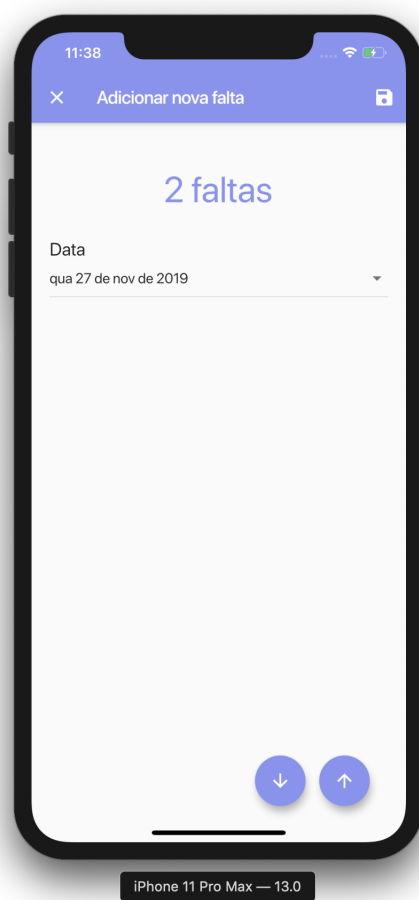 11:38
Adicionar nova falta
2 faltas
Data
qua 27 de nov de 2019
iPhone 11 Pro Max — 13.0